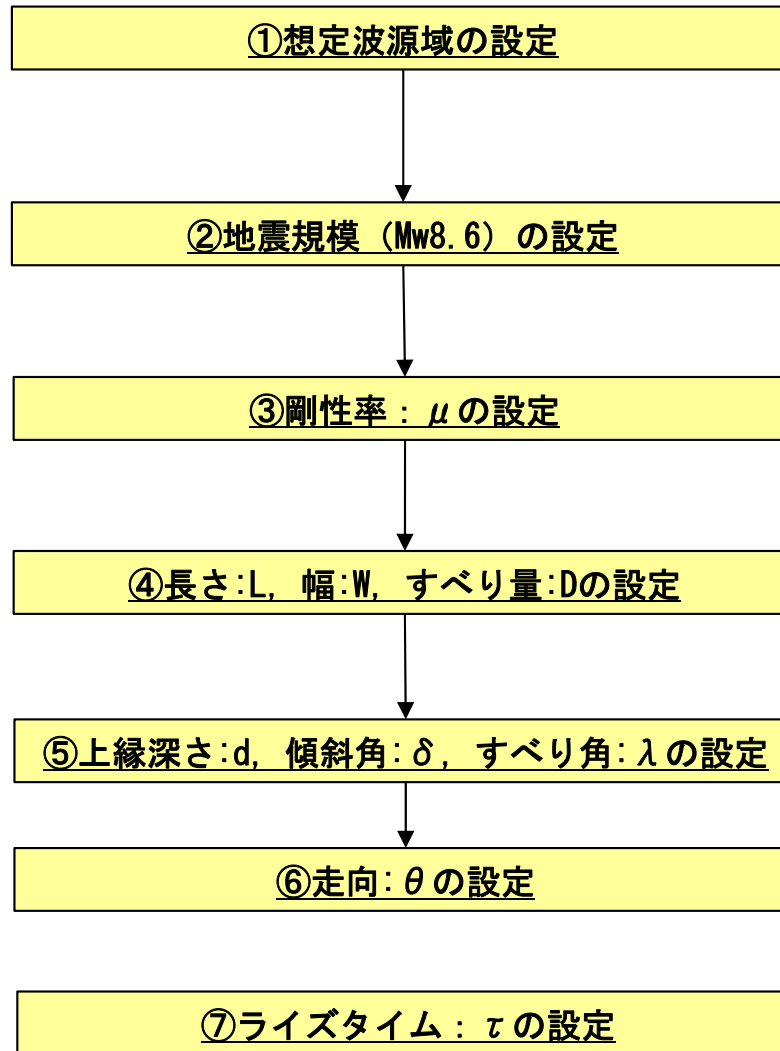 ①想定波源域の設定
②地震規模（Mw8.6）の設定
③剛性率：μの設定
④長さ:L, 幅:W, すべり量:Dの設定
⑤上縁深さ:d, 傾斜角:δ, すべり角:λの設定
⑥走向:θの設定
⑦ライズタイム：τの設定